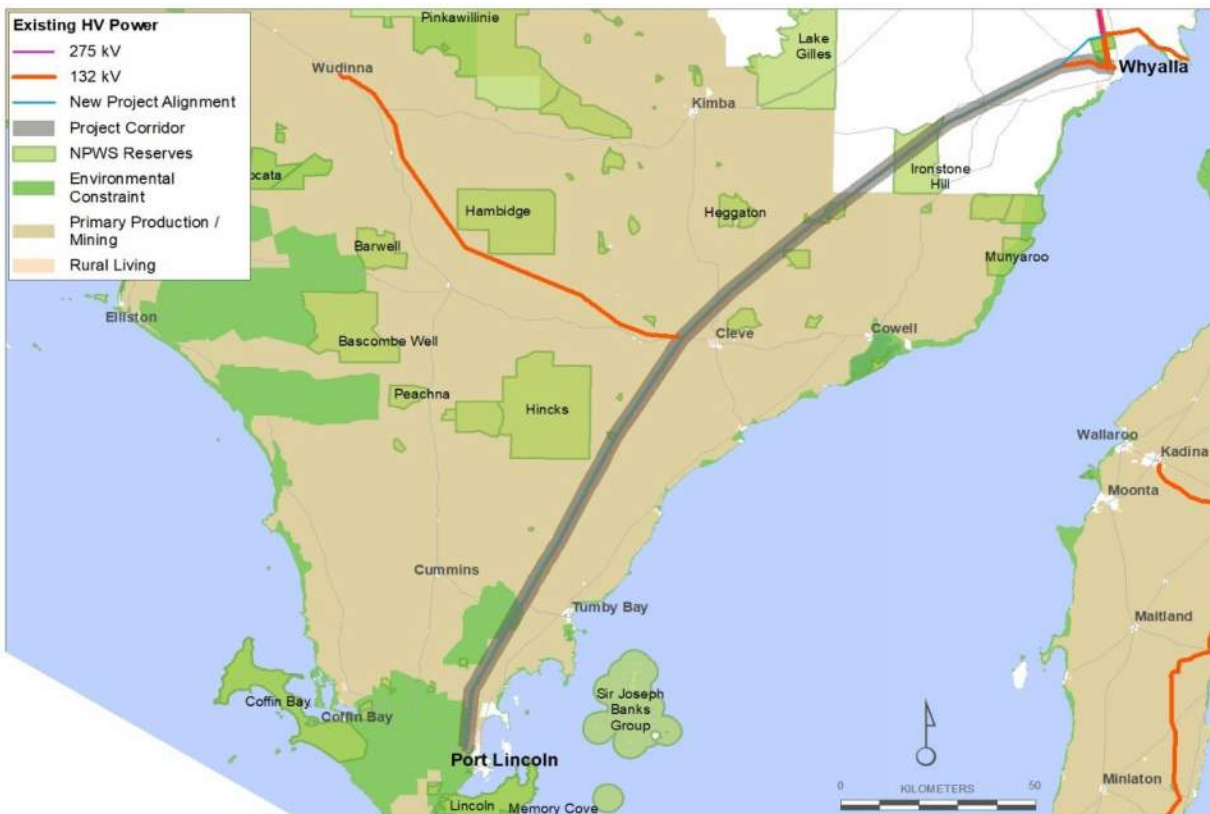 Existing HV Power
275 kV
132 kV
New Project Alignment
Project Corridor
NPWS Reserves
Environmental
Constraint
Primary Production /
Mining
Rural Living
Pinkawillinie
Lake
Gilles
Wudinna
Whyalla
Kimba
Ironstone
Hill
Hambidge
Heggaton
Barwell
Munyaroo
Elliston
Cleve
Cowell
Bascombe Well
Peachna
Hincks
Wallaroo
Kadina
Moonta
Cummins
Tumby Bay
Maitland
Coffin Bay
Coffin Bay
Sir Joseph
Banks
Group
Port Lincoln
Minlaton
Lincoln
Memory Cove
0
50
KILOMETERS